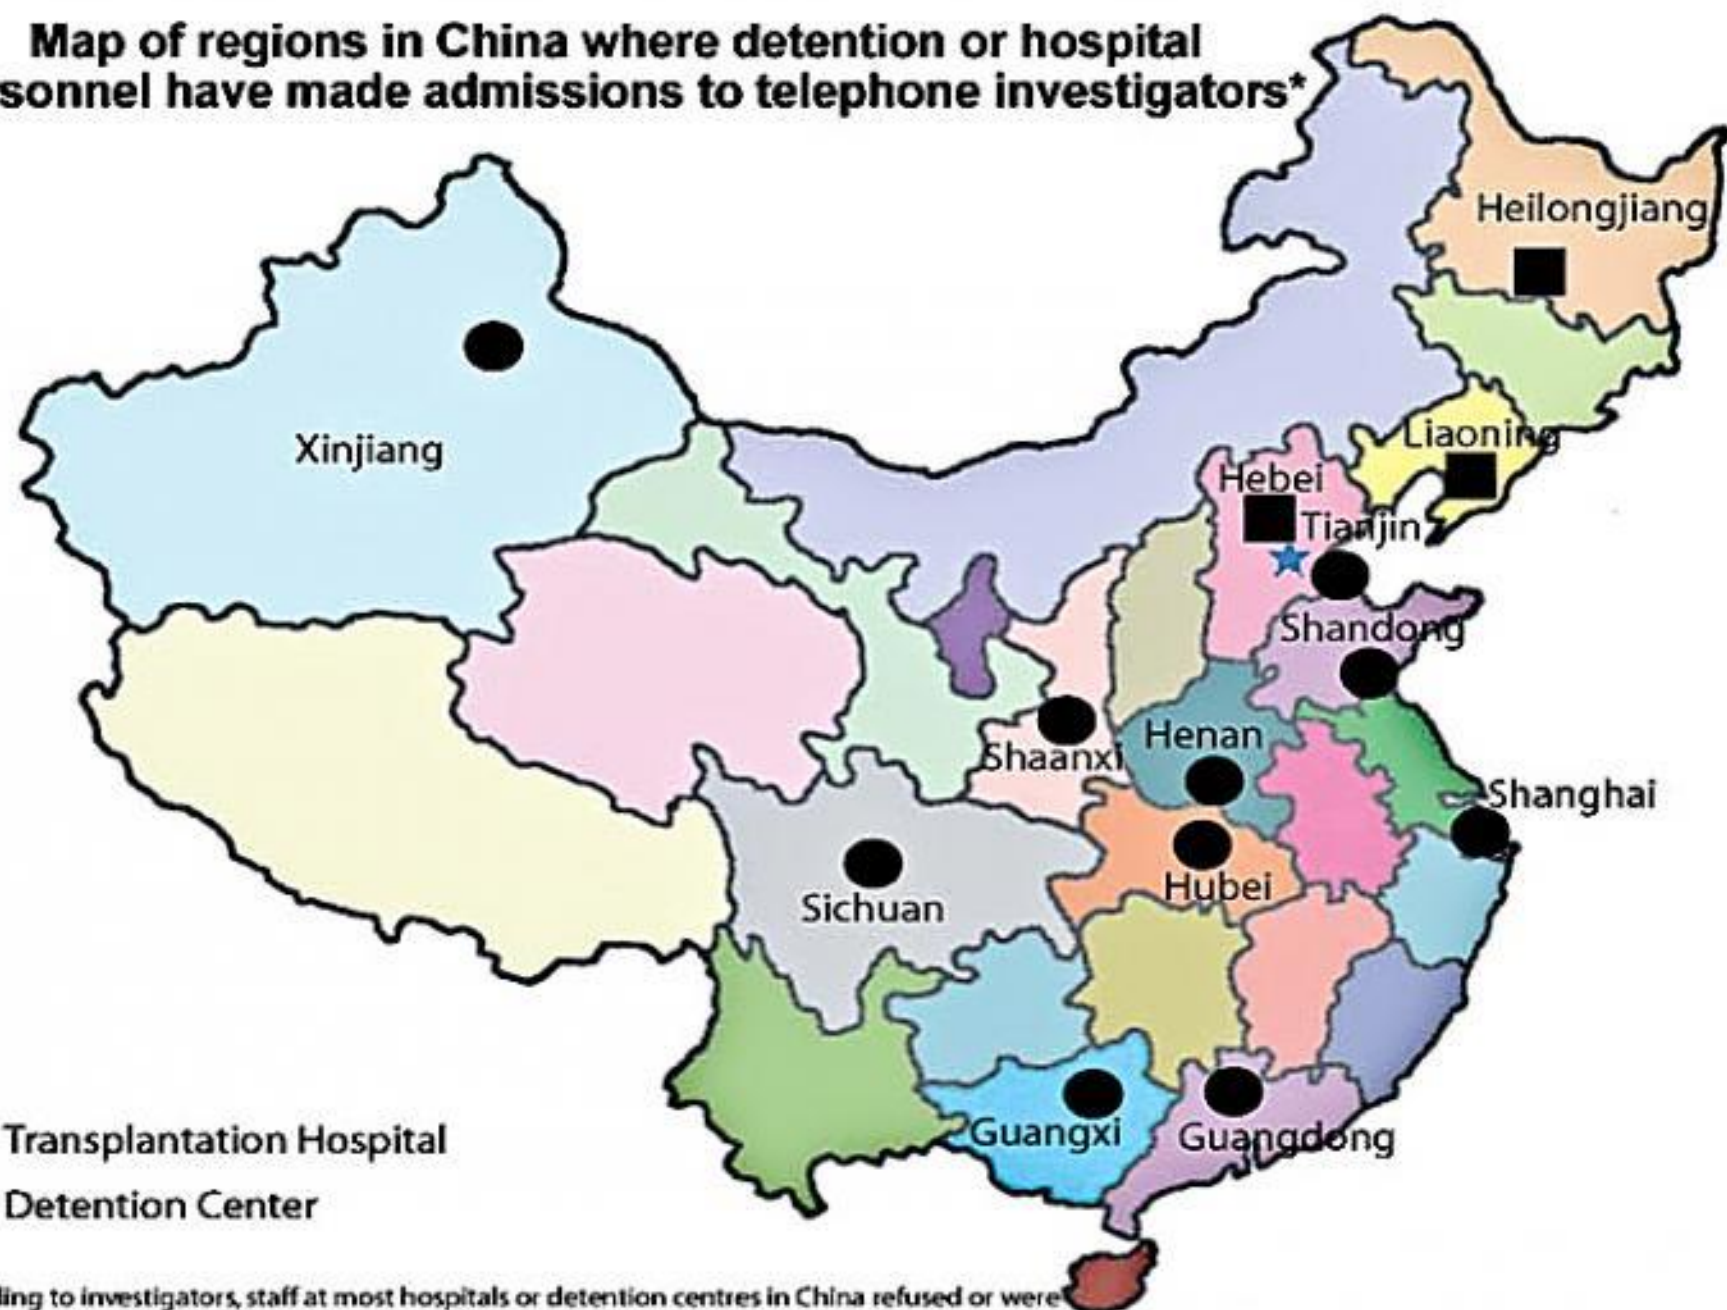 Map of regions in China where detention or hospital
sonnel have made admissions to telephone investigators*
Heilongjiang
Liaoning
Xinjiang
Hebei
Tianjin
Shandong
Shaanxi
Henan
Shanghai
Sichuan
Hubei
Guangxi
Guangdong
Transplantation Hospital
Detention Center
ling to investigators, staff at most hospitals or detention centres in China refused or were